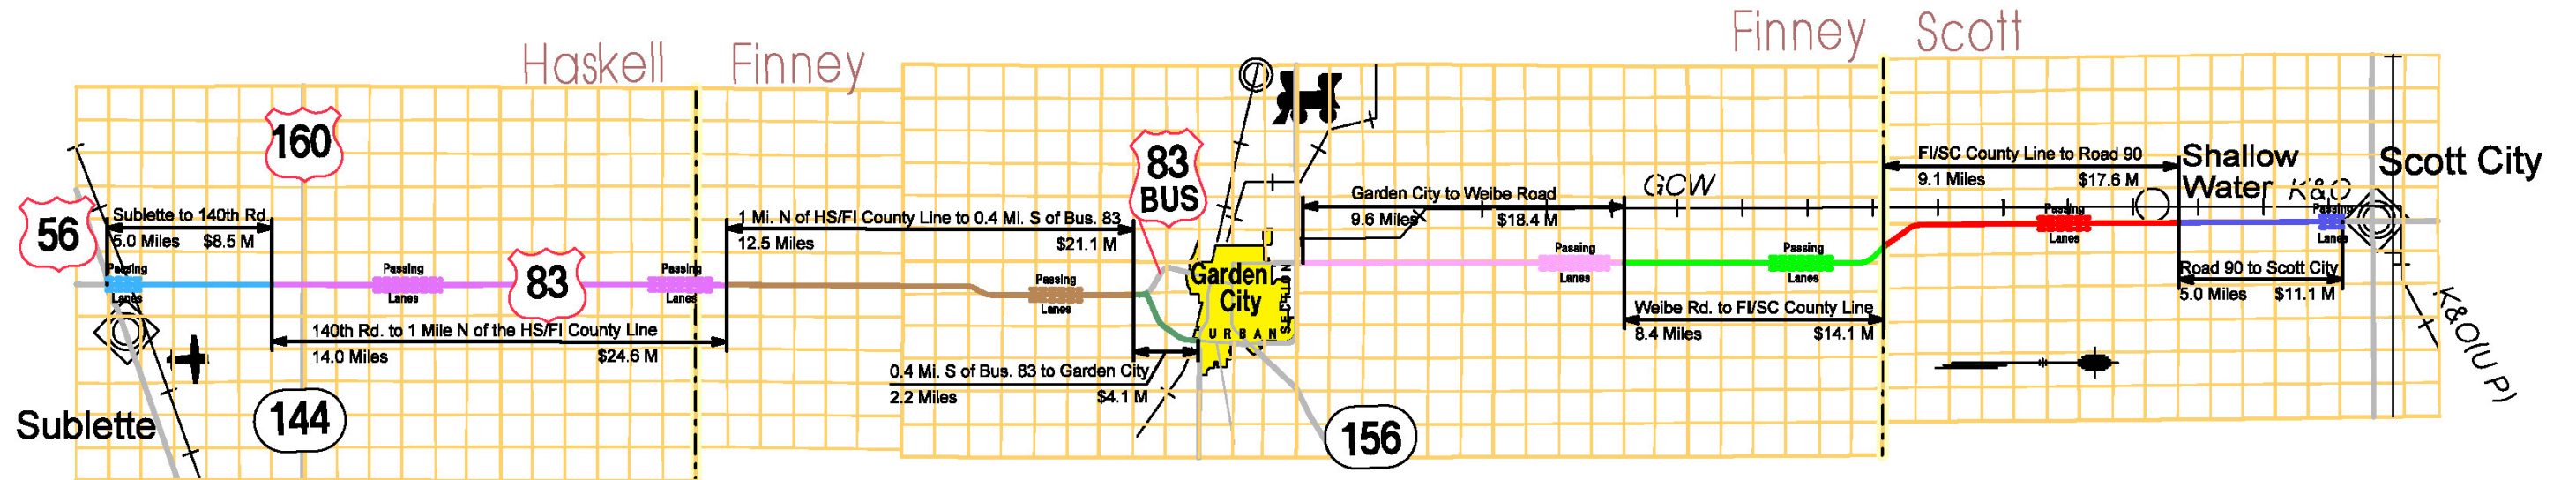 Haskell
Finney
Finney
Scott
160
83
BUS
56
Sublette to 140th Rd.
5.0 Miles $8.5 M
Passing
Lanes
Passing
Lanes
83
Passing
Lanes
140th Rd. to 1 Mile N of the HS/FI County Line
14.0 Miles $24.6 M
144
Sublette
1 Mi. N of HS/FI County Line to 0.4 Mi. S of Bus. 83
12.5 Miles $21.1 M
Passing
Lanes
0.4 Mi. S of Bus. 83 to Garden City
2.2 Miles $4.1 M
Garden
City
URBAN
SECTION
156
Garden City to Weibe Road
9.6 Miles $18.4 M
GCW
Passing
Lanes
Passing
Lanes
Weibe Rd. to FI/SC County Line
8.4 Miles $14.1 M
FI/SC County Line to Road 90
9.1 Miles $17.6 M
Passing
Lanes
Shallow
Water
K&O
Scott City
Passing
Lanes
Road 90 to Scott City
5.0 Miles $11.1 M
K&O(UP)